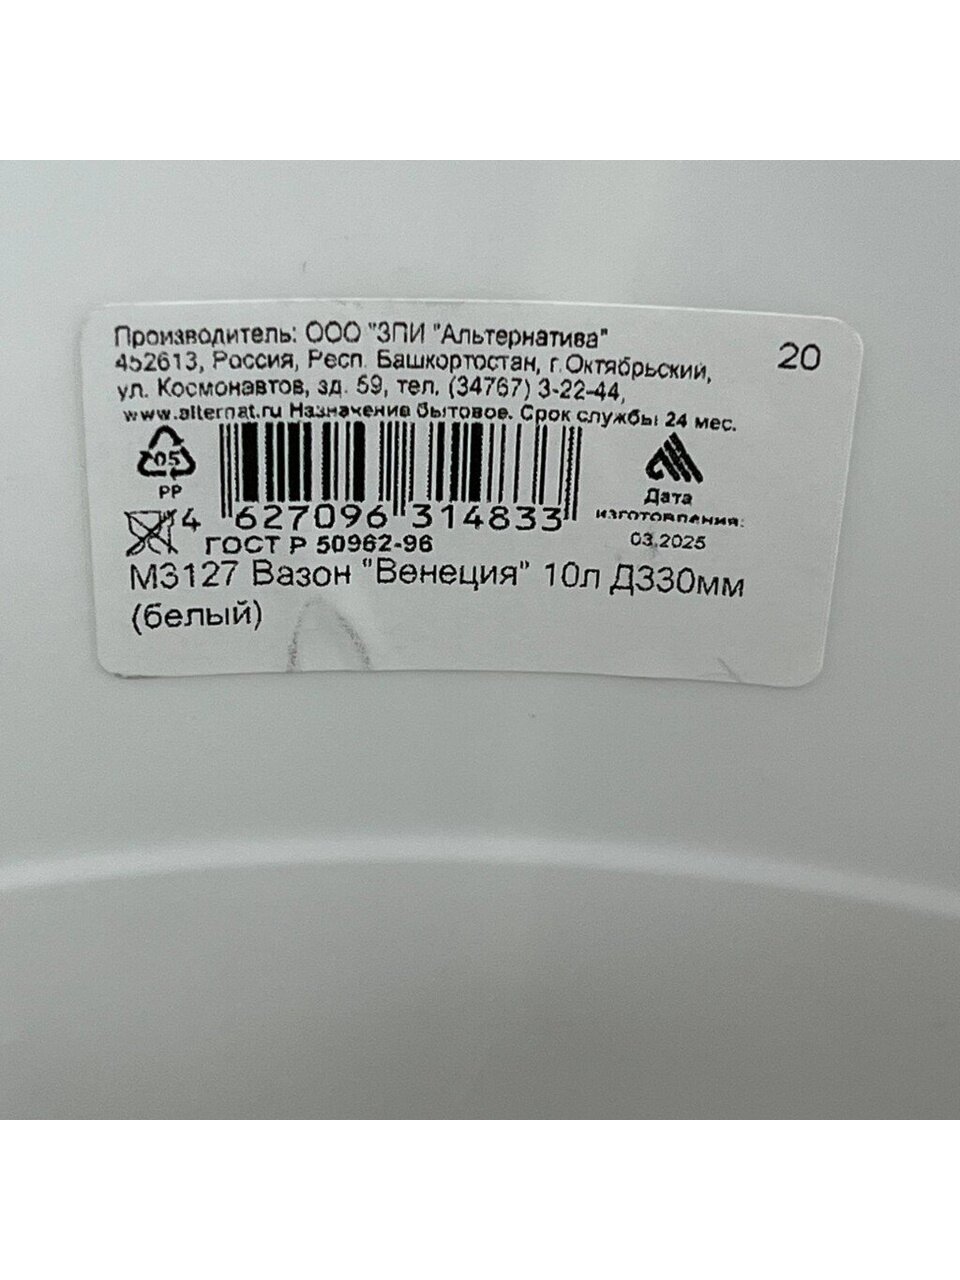 Производитель: ООО "ЗПИ "Альтернатива"
20
452613, Россия, Респ. Башкортостан, г.Октябрьский,
ул. Космонавтов, зд. 59, тел. (34767) 3-22-44,
www.alternat.ru Назначение бытовое. Срок службы 24 мес.
05
PP
4 627096 314833
Дата
изготовления:
03.2025
ГОСТ Р 50962-96
М3127 Вазон "Венеция" 10л Д330мм
(белый)